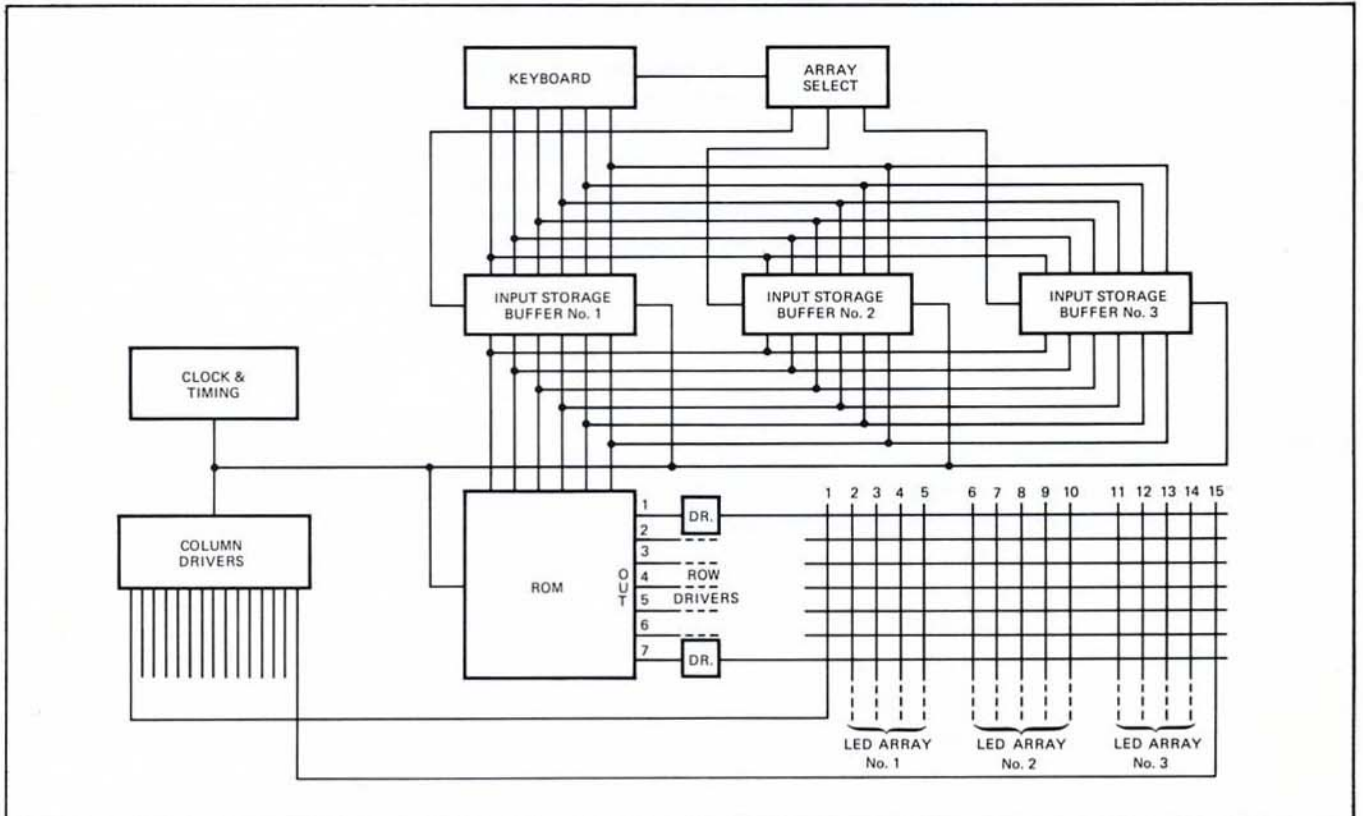 KEYBOARD
ARRAY
SELECT
INPUT STORAGE
BUFFER No. 1
INPUT STORAGE
BUFFER No. 2
INPUT STORAGE
BUFFER No. 3
CLOCK &
TIMING
COLUMN
DRIVERS
ROM
OUT
1
2
3
4
5
6
7
DR.
ROW
DRIVERS
DR.
1 2 3 4 5 6 7 8 9 10 11 12 13 14 15
LED ARRAY
No. 1
LED ARRAY
No. 2
LED ARRAY
No. 3